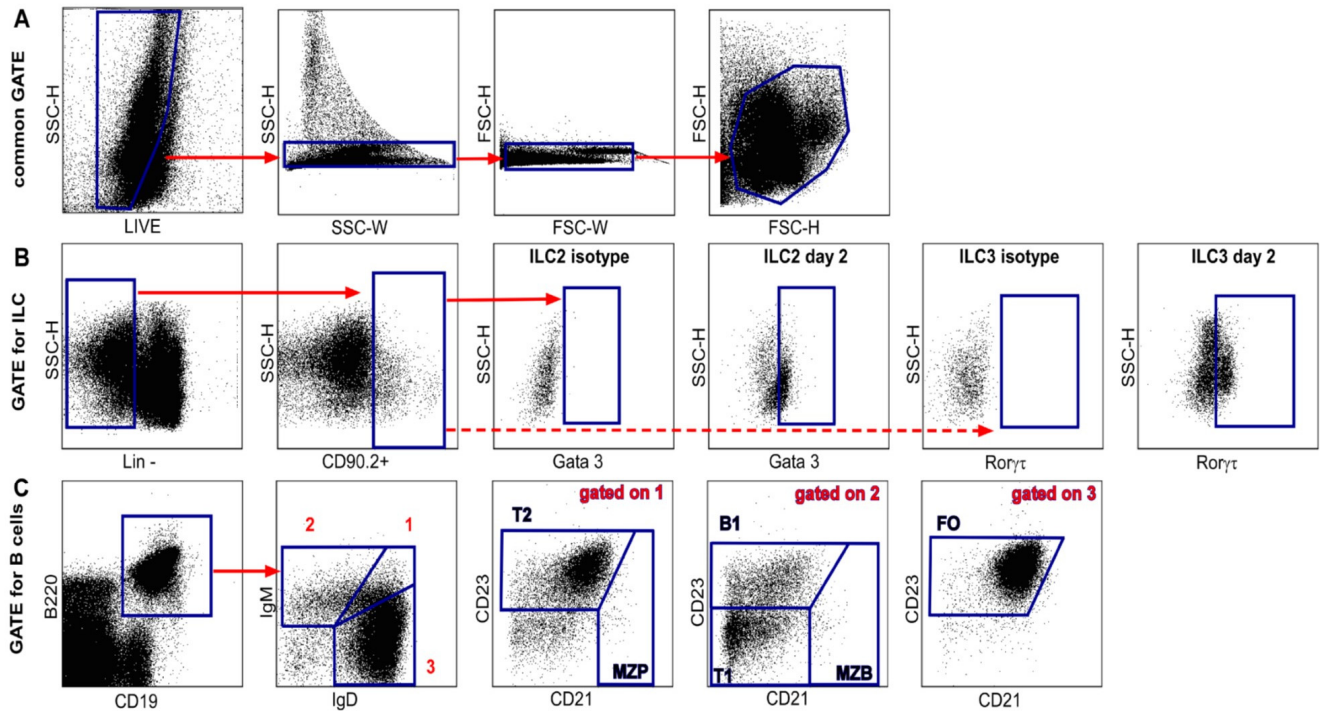 A
common GATE
SSC-H
LIVE
SSC-H
SSC-W
FSC-H
FSC-W
FSC-H
FSC-H
B
GATE for ILC
SSC-H
Lin -
SSC-H
CD90.2+
ILC2 isotype
SSC-H
Gata 3
ILC2 day 2
SSC-H
Gata 3
ILC3 isotype
SSC-H
Rorγτ
ILC3 day 2
SSC-H
Rorγτ
C
GATE for B cells
B220
CD19
2
1
IgM
3
IgD
gated on 1
T2
CD23
MZP
CD21
gated on 2
B1
CD23
T1
MZB
CD21
gated on 3
FO
CD23
CD21